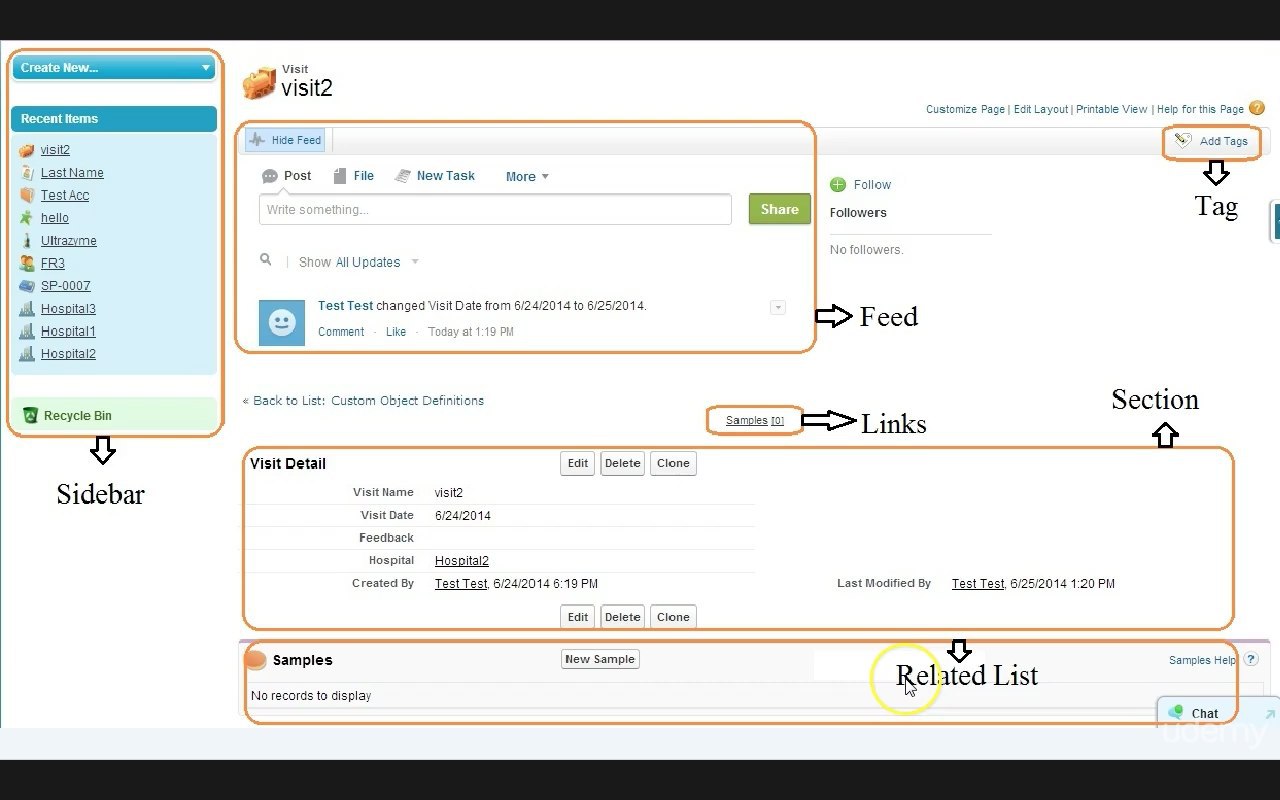 Create New...
Recent Items
visit2
Last Name
Test Acc
hello
Ultrazyme
FR3
SP-0007
Hospital3
Hospital1
Hospital2
Recycle Bin
Sidebar
Visit
visit2
Customize Page | Edit Layout | Printable View | Help for this Page ?
Hide Feed
Add Tags
Tag
Post File New Task More
Write something...
Share
Follow
Followers
No followers.
Show All Updates
Test Test changed Visit Date from 6/24/2014 to 6/25/2014.
Comment · Like · Today at 1:19 PM
Feed
« Back to List: Custom Object Definitions
Samples [0]
Links
Section
Visit Detail
Edit Delete Clone
Visit Name visit2
Visit Date 6/24/2014
Feedback
Hospital Hospital2
Created By Test Test, 6/24/2014 6:19 PM
Last Modified By Test Test, 6/25/2014 1:20 PM
Edit Delete Clone
Samples
New Sample
Related List
Samples Help ?
No records to display
Chat
udemy